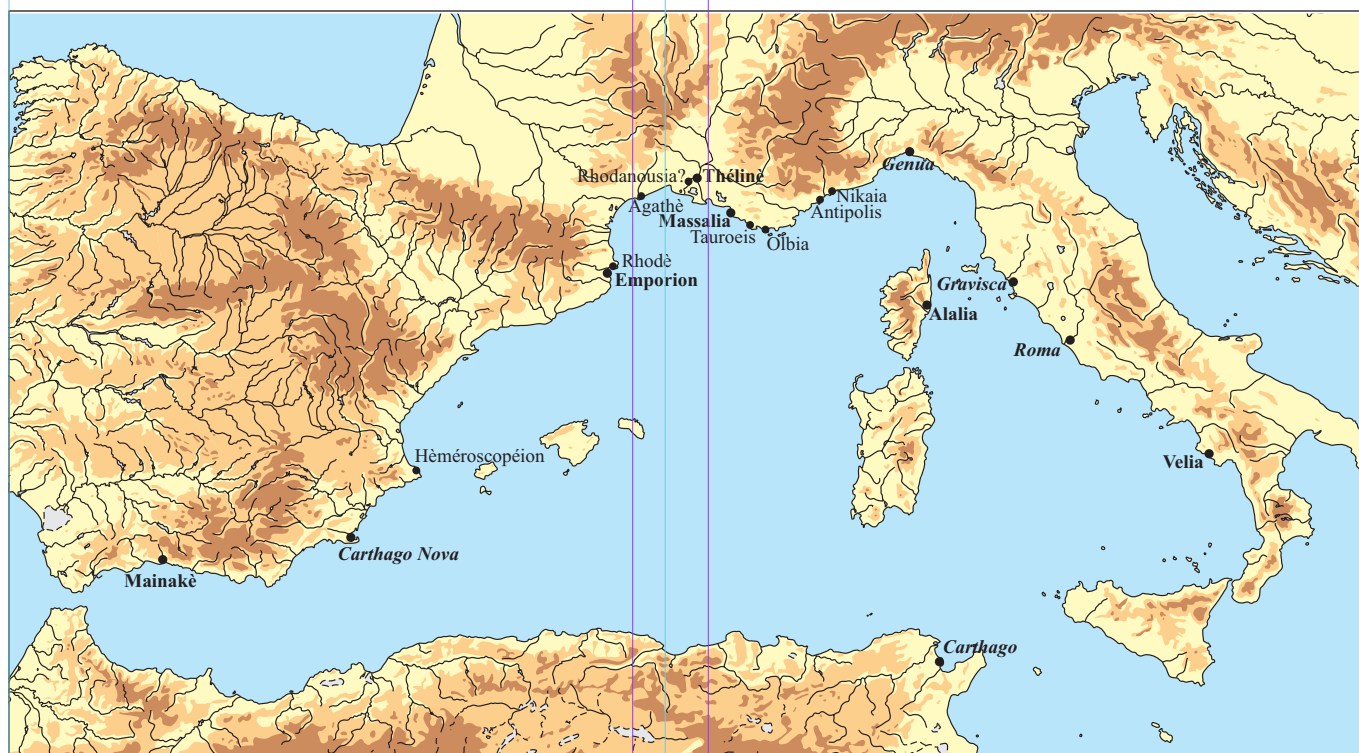 Genua
Rhodanousia?
Thélinè
Agathè
Nikaia
Antipolis
Massalia
Tauroeis
Olbia
Rhodè
Emporion
Gravisca
Alalia
Roma
Hèméroscopéion
Velia
Carthago Nova
Mainakè
Carthago